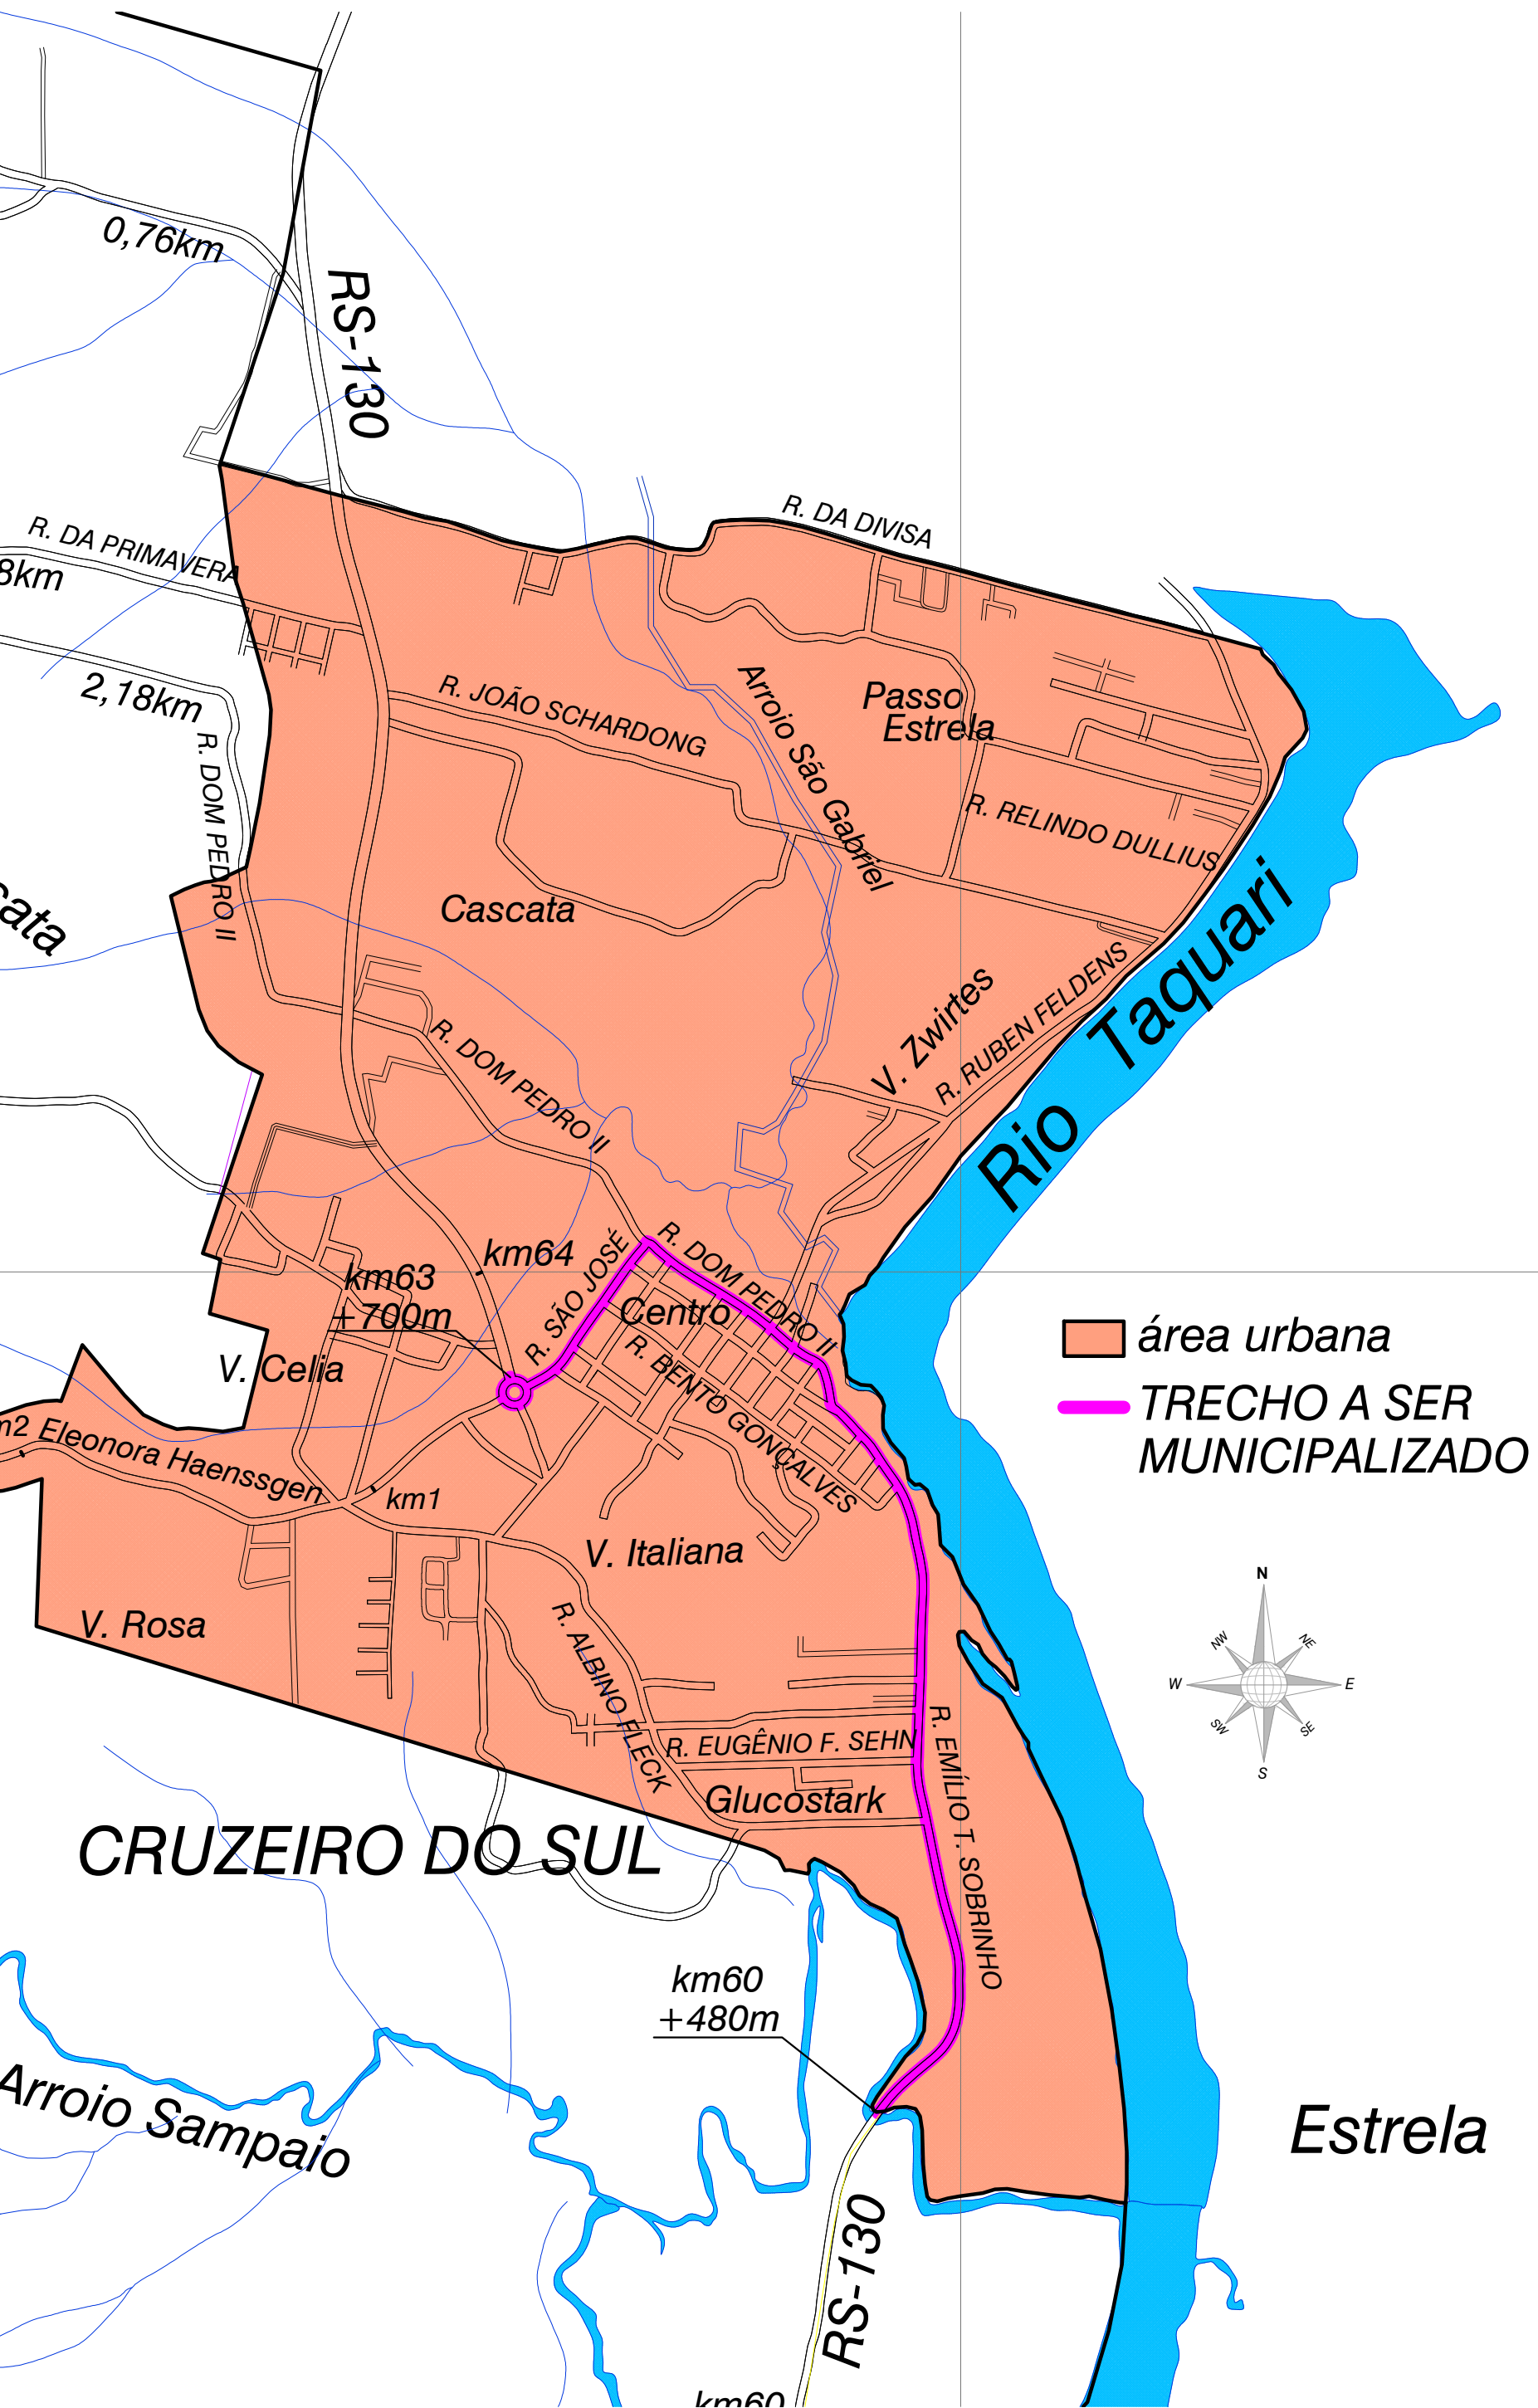 0,76km
RS-130
R. DA DIVISA
R. DA PRIMAVERA
8km
2,18km
R. DOM PEDRO II
R. JOÃO SCHARDONG
Arroio São Gabriel
Passo
Estrela
R. RELINDO DULLIUS
cata
Cascata
Rio Taquari
V. Zwirtes
R. RUBEN FELDENS
R. DOM PEDRO II
km64
km63
+700m
R. SÃO JOSÉ
R. DOM PEDRO II
Centro
R. BENTO GONÇALVES
V. Celia
área urbana
TRECHO A SER
MUNICIPALIZADO
m2
Eleonora Haenssgen
km1
V. Italiana
V. Rosa
N
NW
NE
W
E
SW
SE
S
R. ALBINO FLECK
R. EUGÊNIO F. SEHN
R. EMÍLIO T. SOBRINHO
Glucostark
CRUZEIRO DO SUL
km60
+480m
Arroio Sampaio
Estrela
RS-130
km60